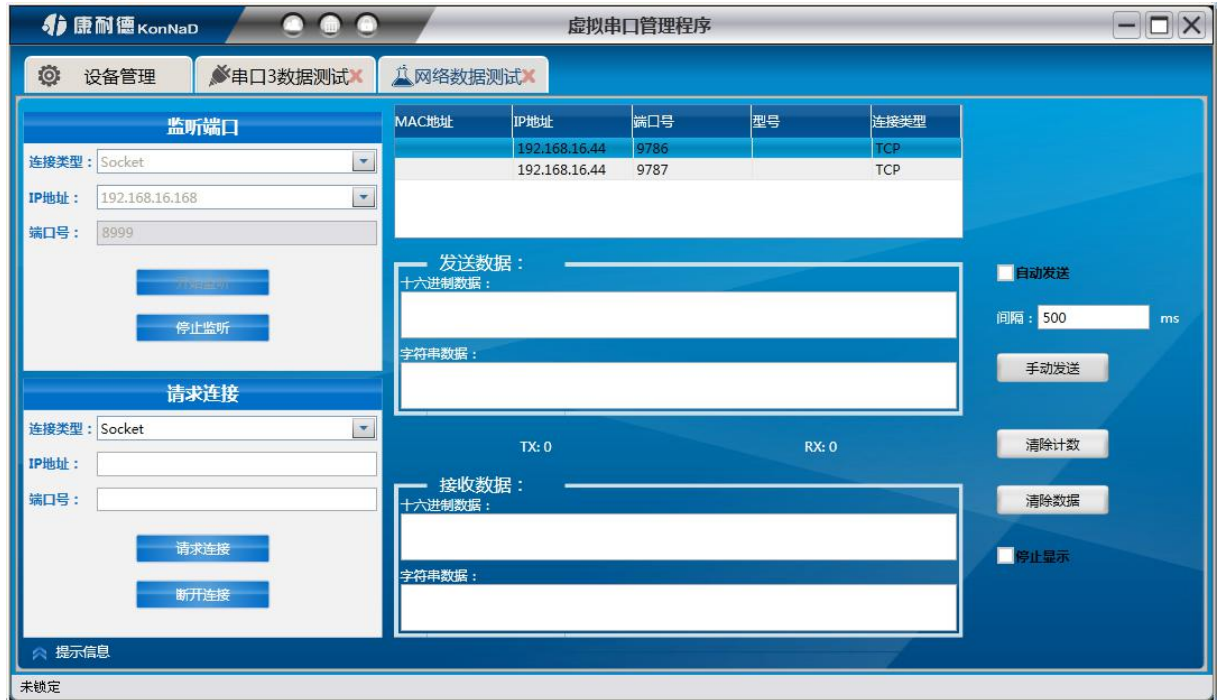 康耐德 KonNaD
虚拟串口管理程序
设备管理
串口3数据测试
网络数据测试
监听端口
连接类型： Socket
IP地址： 192.168.16.168
端口号： 8999
开始监听
停止监听
请求连接
连接类型： Socket
IP地址：
端口号：
请求连接
断开连接
MAC地址 IP地址 端口号 型号 连接类型
192.168.16.44 9786 TCP
192.168.16.44 9787 TCP
发送数据：
十六进制数据：
字符串数据：
TX: 0 RX: 0
接收数据：
十六进制数据：
字符串数据：
自动发送
间隔： 500 ms
手动发送
清除计数
清除数据
停止显示
提示信息
未锁定